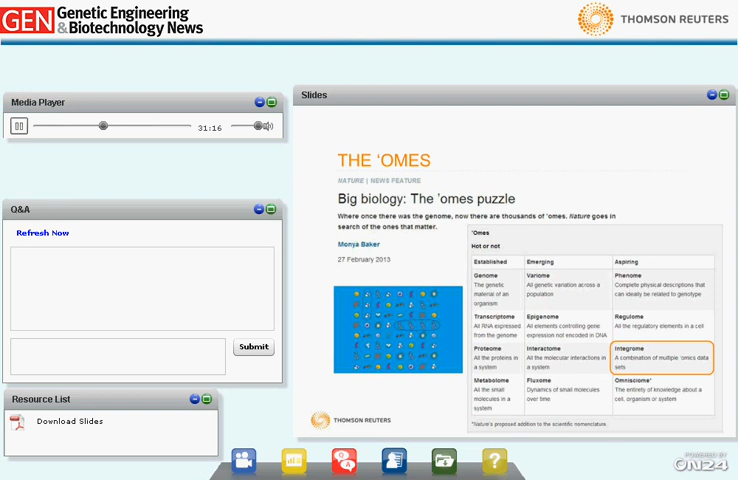 GEN Genetic Engineering
& Biotechnology News
THOMSON REUTERS
Media Player
31:16
Q&A
Refresh Now
Submit
Resource List
Download Slides
Slides
THE ‘OMES
NATURE | NEWS FEATURE
Big biology: The 'omes puzzle
Where once there was the genome, now there are thousands of 'omes. Nature goes in
search of the ones that matter.
Monya Baker
27 February 2013
'Omes
Hot or not
Established Emerging Aspiring
Genome Variome Phenome
The genetic All genetic variation across a Complete physical descriptions
material of an population that can ideally be related to genotype
organism
Transcriptome Epigenome Regulome
All RNA expressed All elements controlling gene All the regulatory elements in a cell
from the genome expression not encoded in DNA
Proteome Interactome Integrome
All the proteins in All the molecular interactions in A combination of multiple 'omics data
a system a system sets
Metabolome Fluxome Omniscience*
All the small Dynamics of small molecules The entirety of knowledge about a
molecules in a over time cell, organism or system
system
*Nature's proposed addition to the scientific nomenclature.
THOMSON REUTERS
Q
A
?
POWERED BY
ON24